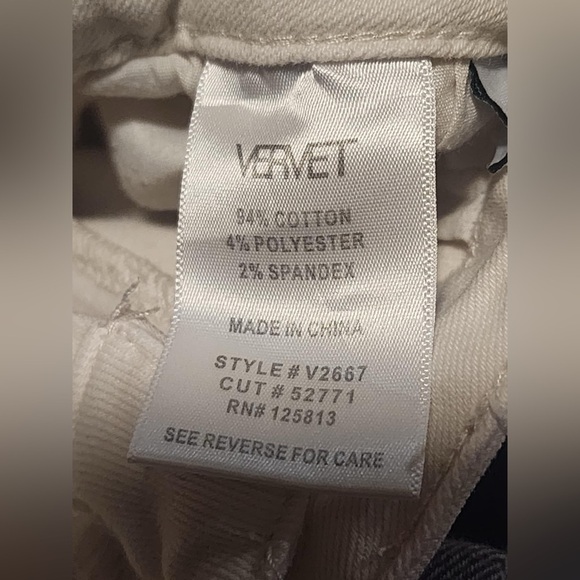 VERVET
94% COTTON
4% POLYESTER
2% SPANDEX
MADE IN CHINA
STYLE # V2667
CUT # 52771
RN# 125813
SEE REVERSE FOR CARE